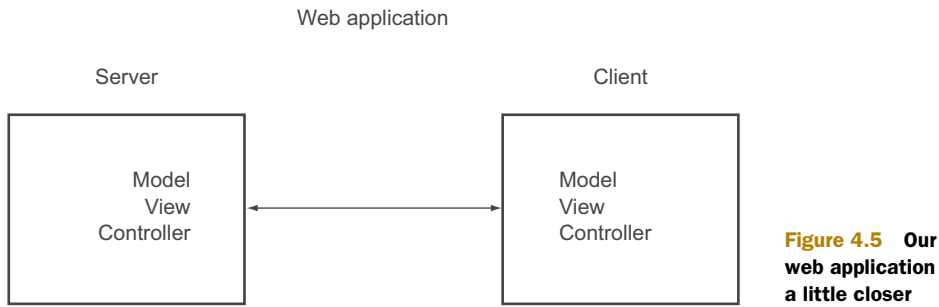 Web application
Server
Client
Model
View
Controller
Model
View
Controller
Figure 4.5 Our
web application
a little closer